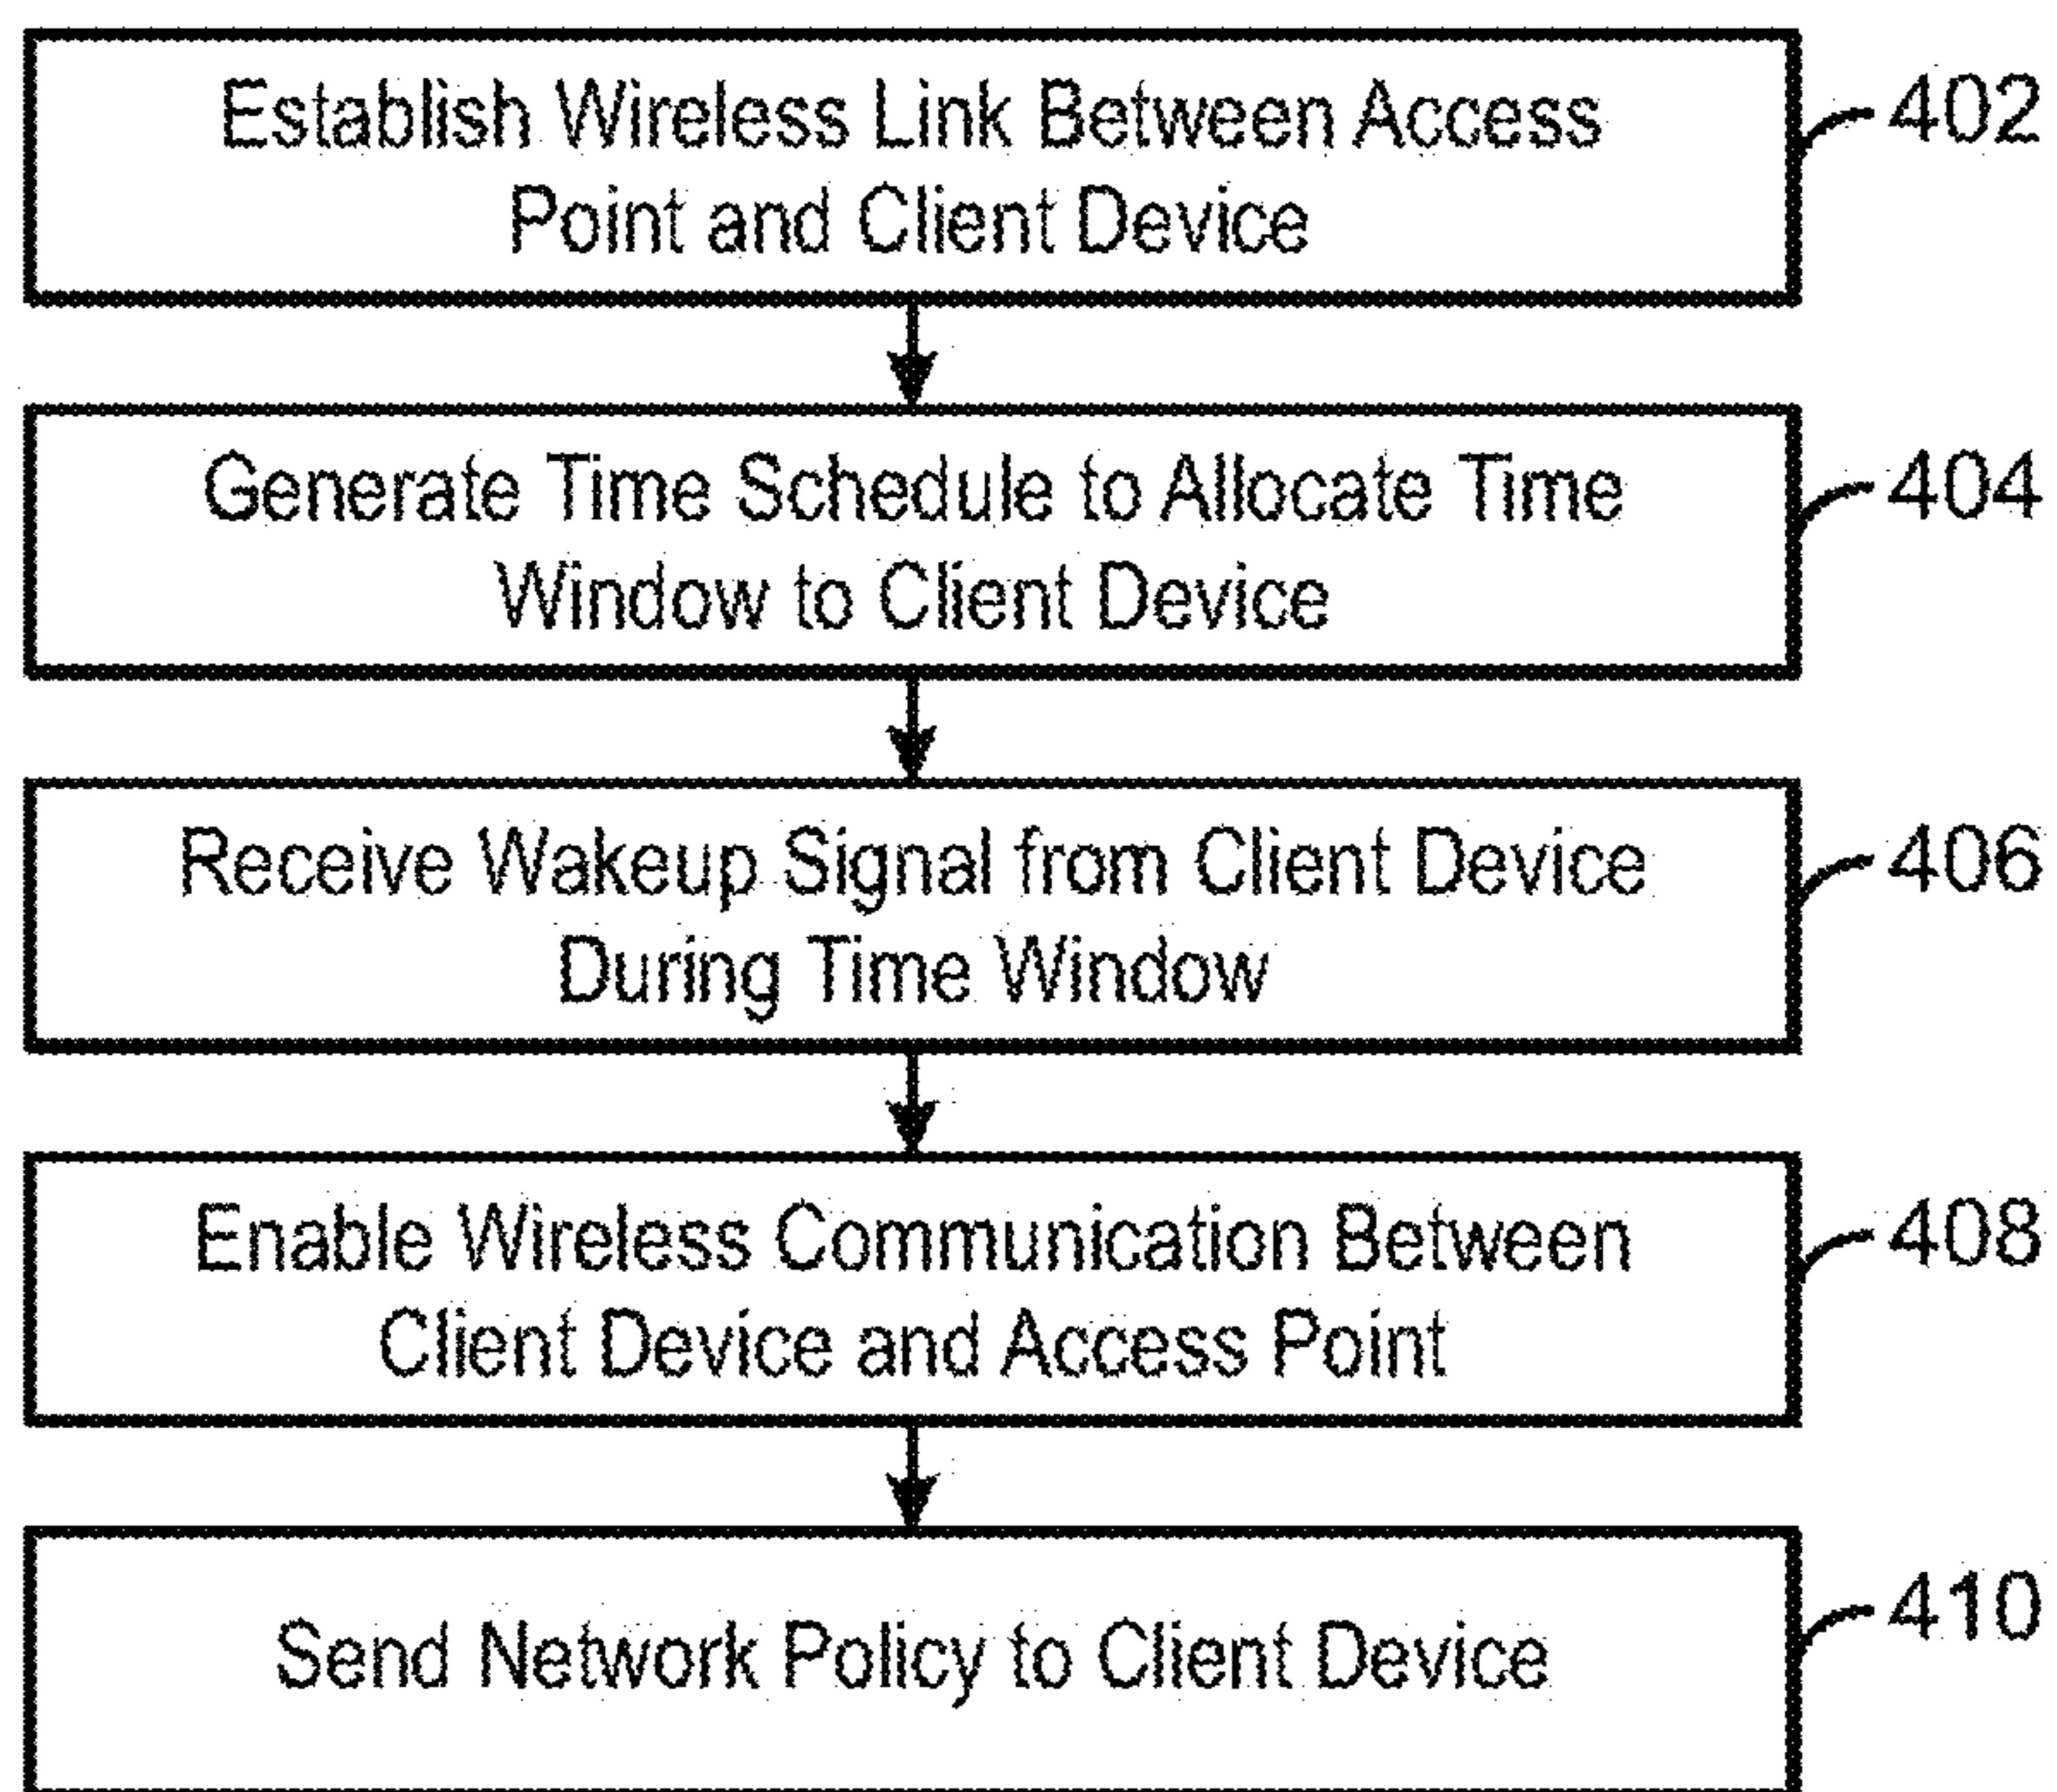 Establish Wireless Link Between Access
Point and Client Device
402
Generate Time Schedule to Allocate Time
Window to Client Device
404
Receive Wakeup Signal from Client Device
During Time Window
406
Enable Wireless Communication Between
Client Device and Access Point
408
Send Network Policy to Client Device
410